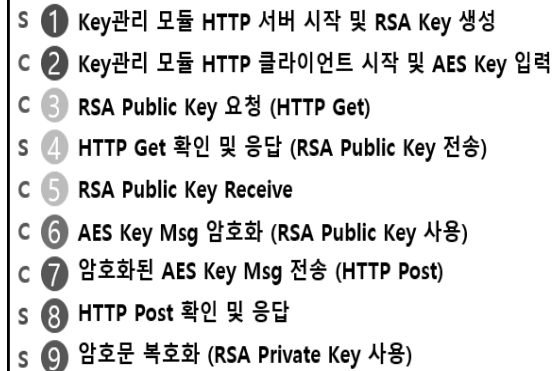 S 1 Key관리 모듈 HTTP 서버 시작 및 RSA Key 생성
C 2 Key관리 모듈 HTTP 클라이언트 시작 및 AES Key 입력
C 3 RSA Public Key 요청 (HTTP Get)
S 4 HTTP Get 확인 및 응답 (RSA Public Key 전송)
C 5 RSA Public Key Receive
C 6 AES Key Msg 암호화 (RSA Public Key 사용)
C 7 암호화된 AES Key Msg 전송 (HTTP Post)
S 8 HTTP Post 확인 및 응답
S 9 암호문 복호화 (RSA Private Key 사용)